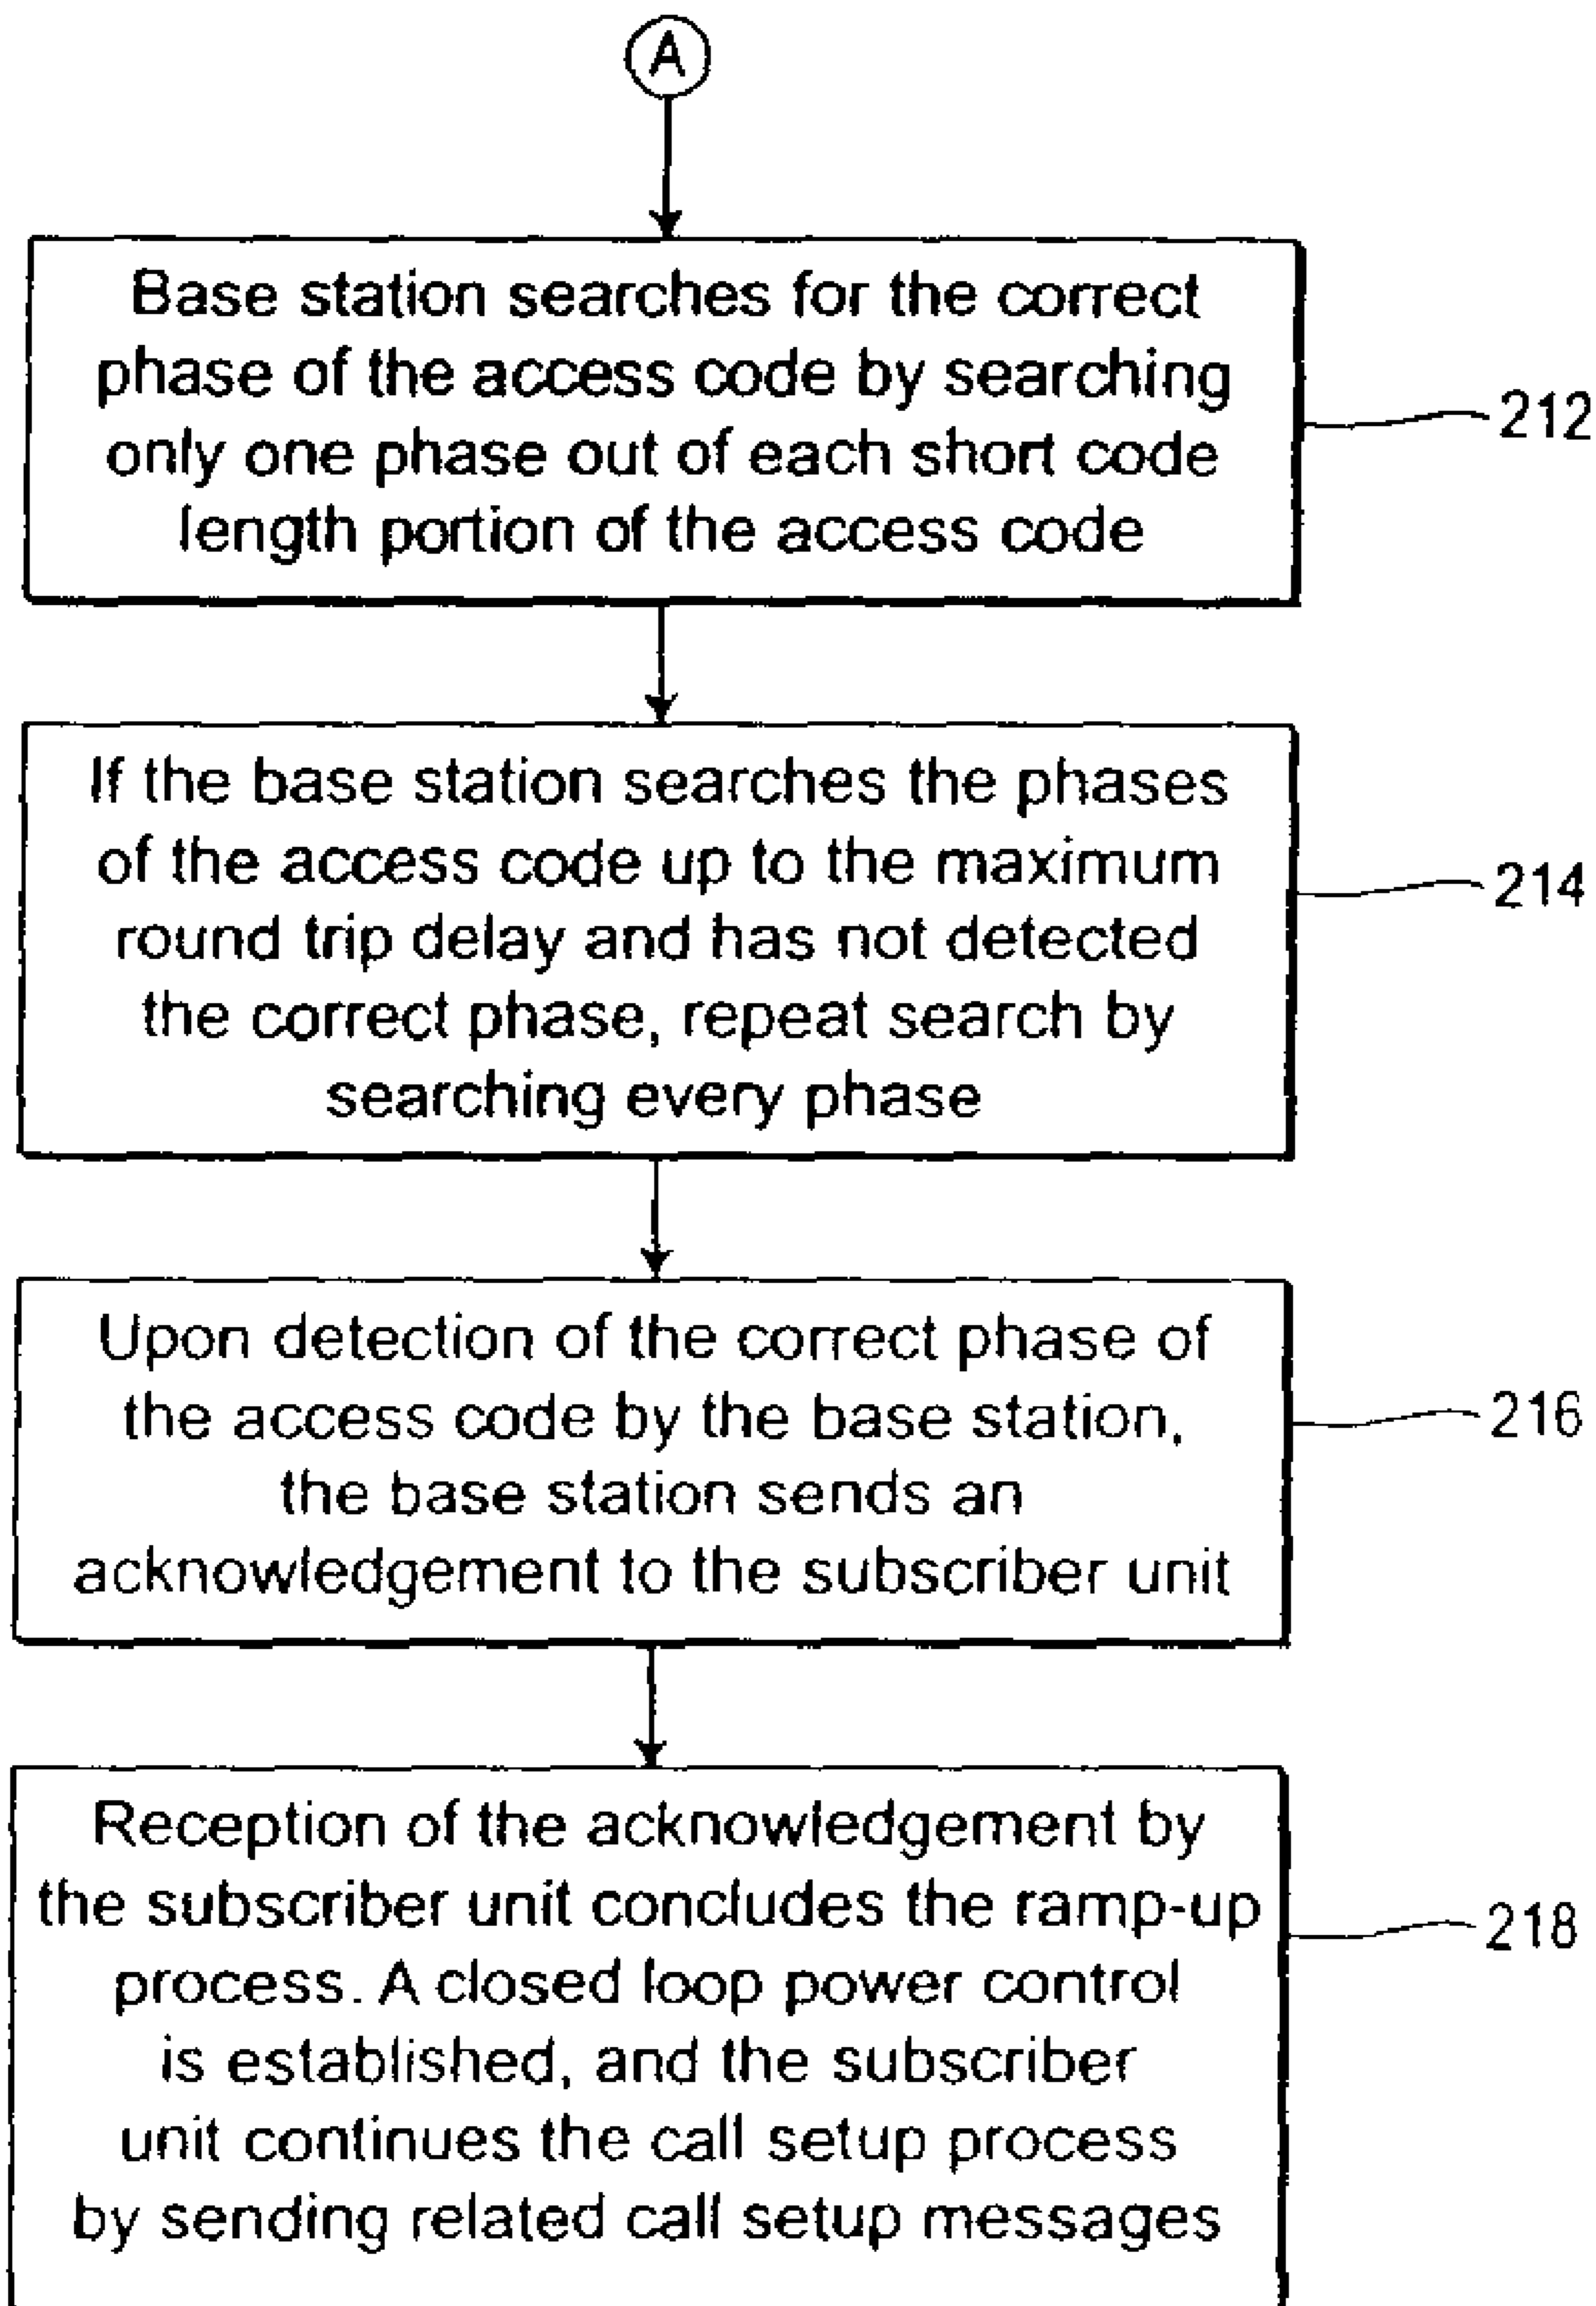 A
Base station searches for the correct
phase of the access code by searching
only one phase out of each short code
length portion of the access code
212
If the base station searches the phases
of the access code up to the maximum
round trip delay and has not detected
the correct phase, repeat search by
searching every phase
214
Upon detection of the correct phase of
the access code by the base station,
the base station sends an
acknowledgement to the subscriber unit
216
Reception of the acknowledgement by
the subscriber unit concludes the ramp-up
process. A closed loop power control
is established, and the subscriber
unit continues the call setup process
by sending related call setup messages
218